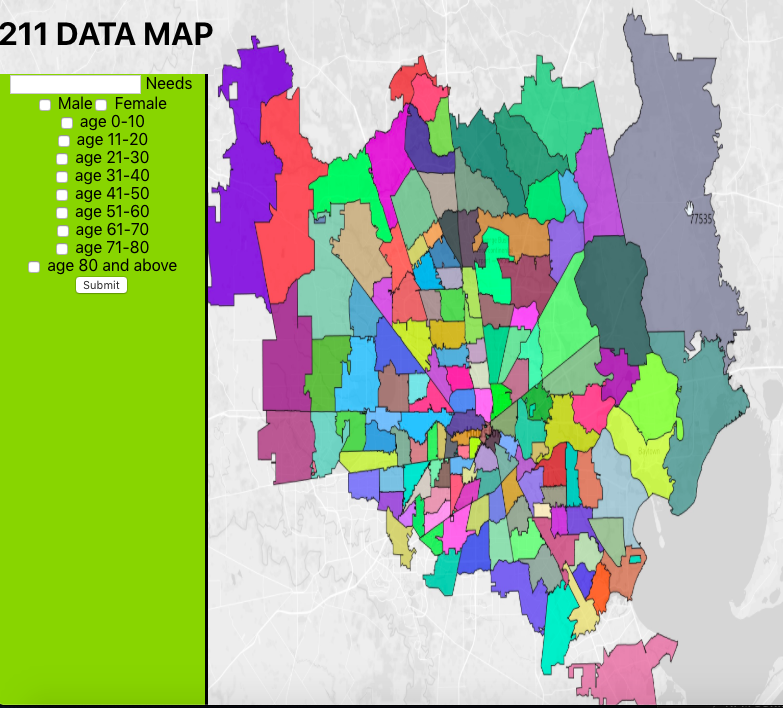 211 DATA MAP
Needs
Male Female
age 0-10
age 11-20
age 21-30
age 31-40
age 41-50
age 51-60
age 61-70
age 71-80
age 80 and above
Submit
77535